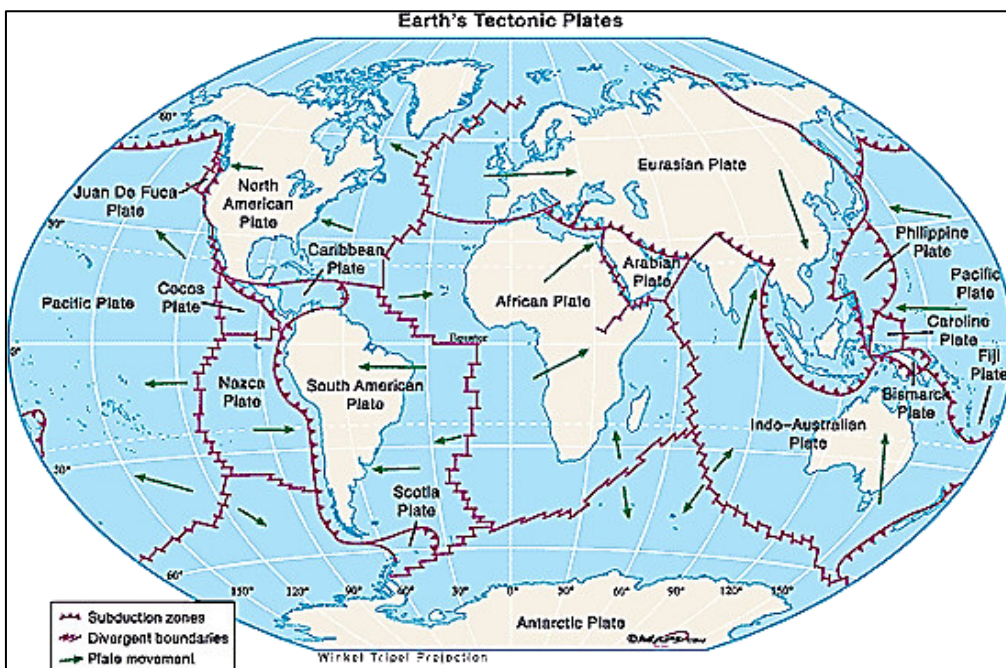 Earth's Tectonic Plates
60°
Eurasian Plate
Juan De Fuca
Plate
North
American
Plate
30°
Caribbean
Plate
Philippine
Plate
Arabian
Plate
Cocos
Plate
Pacific Plate
African Plate
Pacific
Plate
Caroline
Plate
0°
Equator
Fiji
Plate
Nazca
Plate
South American
Plate
Bismarck
Plate
Indo-Australian
Plate
30°
Scotia
Plate
60°
150°
120°
90°
60°
30°
0°
30°
60°
90°
120°
150°
Antarctic Plate
Subduction zones
Divergent boundaries
Plate movement
Winkel Tripel Projection